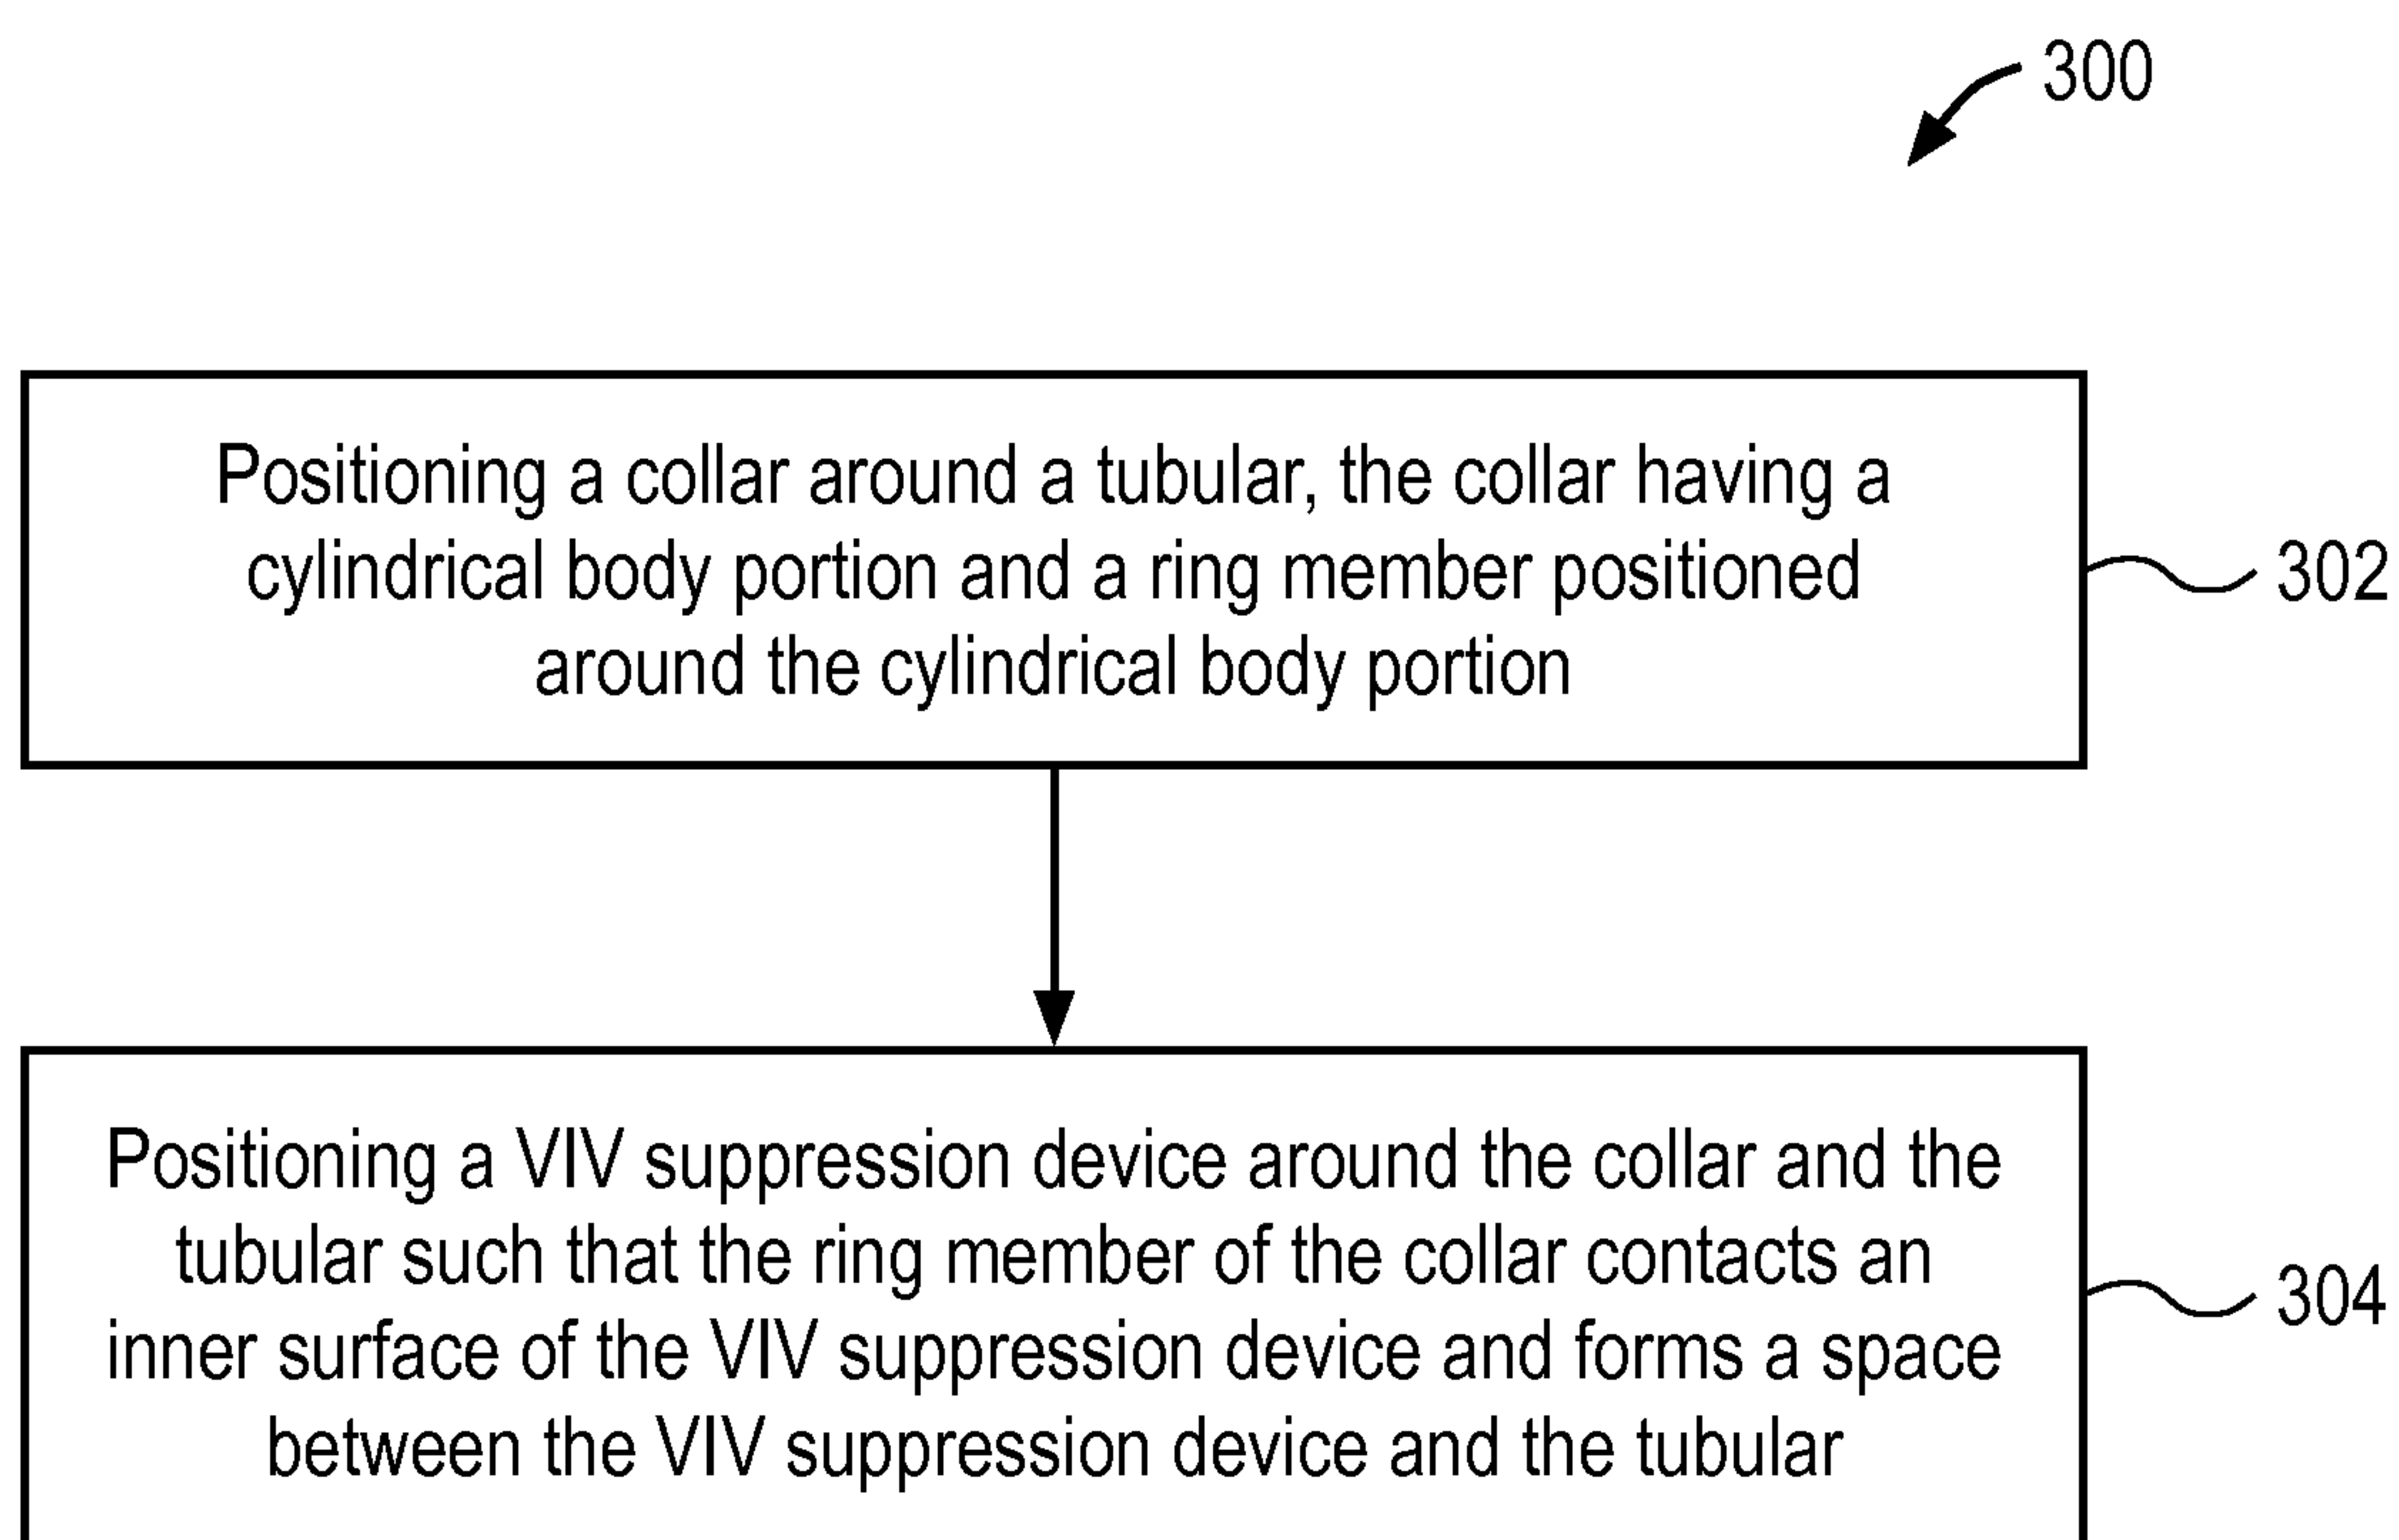 300
Positioning a collar around a tubular, the collar having a
cylindrical body portion and a ring member positioned
around the cylindrical body portion
302
Positioning a VIV suppression device around the collar and the
tubular such that the ring member of the collar contacts an
inner surface of the VIV suppression device and forms a space
between the VIV suppression device and the tubular
304